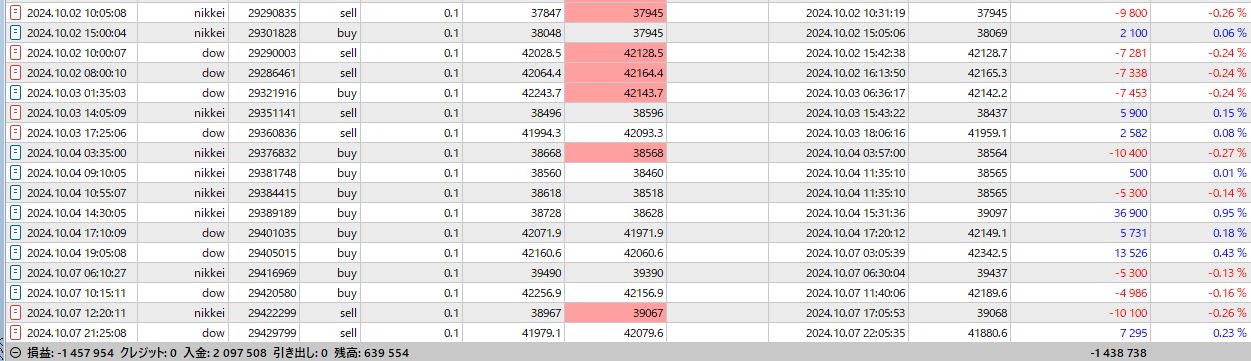 2024.10.02 10:05:08 nikkei 29290835 sell 0.1 37847 37945 2024.10.02 10:31:19 37945 -9 800 -0.26 %
2024.10.02 15:00:04 nikkei 29301828 buy 0.1 38048 37945 2024.10.02 15:05:06 38069 2 100 0.06 %
2024.10.02 10:00:07 dow 29290003 sell 0.1 42028.5 42128.5 2024.10.02 15:42:38 42128.7 -7 281 -0.24 %
2024.10.02 08:00:10 dow 29286461 sell 0.1 42064.4 42164.4 2024.10.02 16:13:50 42165.3 -7 338 -0.24 %
2024.10.03 01:35:03 dow 29321916 buy 0.1 42243.7 42143.7 2024.10.03 06:36:17 42142.2 -7 453 -0.24 %
2024.10.03 14:05:09 nikkei 29351141 sell 0.1 38496 38596 2024.10.03 15:43:22 38437 5 900 0.15 %
2024.10.03 17:25:06 dow 29360836 sell 0.1 41994.3 42093.3 2024.10.03 18:06:16 41959.1 2 582 0.08 %
2024.10.04 03:35:00 nikkei 29376832 buy 0.1 38668 38568 2024.10.04 03:57:00 38564 -10 400 -0.27 %
2024.10.04 09:10:05 nikkei 29381748 buy 0.1 38560 38460 2024.10.04 11:35:10 38565 500 0.01 %
2024.10.04 10:55:07 nikkei 29384415 buy 0.1 38618 38518 2024.10.04 11:35:10 38565 -5 300 -0.14 %
2024.10.04 14:30:05 nikkei 29389189 buy 0.1 38728 38628 2024.10.04 15:31:36 39097 36 900 0.95 %
2024.10.04 17:10:09 dow 29401035 buy 0.1 42071.9 41971.9 2024.10.04 17:20:12 42149.1 5 731 0.18 %
2024.10.04 19:05:08 dow 29405015 buy 0.1 42160.6 42060.6 2024.10.07 03:05:39 42342.5 13 526 0.43 %
2024.10.07 06:10:27 nikkei 29416969 buy 0.1 39490 39390 2024.10.07 06:30:04 39437 -5 300 -0.13 %
2024.10.07 10:15:11 dow 29420580 buy 0.1 42256.9 42156.9 2024.10.07 11:40:06 42189.6 -4 986 -0.16 %
2024.10.07 12:20:11 nikkei 29422299 sell 0.1 38967 39067 2024.10.07 17:05:53 39068 -10 100 -0.26 %
2024.10.07 21:25:08 dow 29429799 sell 0.1 41979.1 42079.6 2024.10.07 22:05:35 41880.6 7 295 0.23 %
損益: -1 457 954 クレジット: 0 入金: 2 097 508 引き出し: 0 残高: 639 554 -1 438 738